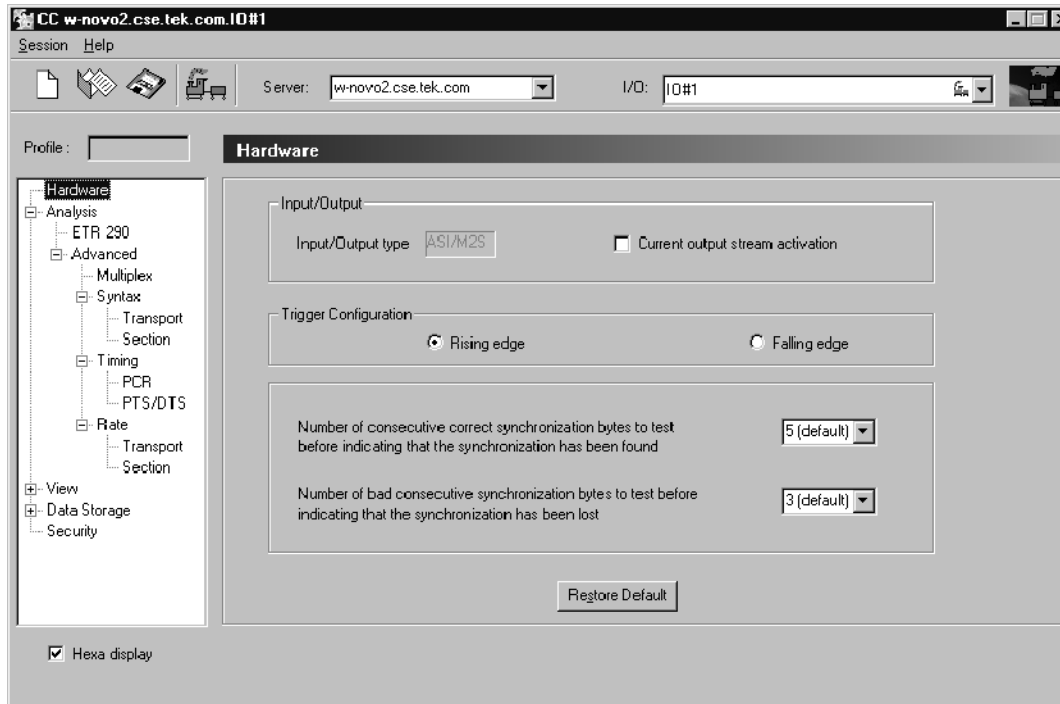 CC w-novo2.cse.tek.com.IO#1
Session Help
Server: w-novo2.cse.tek.com I/O: IO#1
Profile :
Hardware
Hardware
Analysis
ETR 290
Advanced
Multiplex
Syntax
Transport
Section
Timing
PCR
PTS/DTS
Rate
Transport
Section
View
Data Storage
Security
Input/Output
Input/Output type ASI/M2S Current output stream activation
Trigger Configuration
Rising edge Falling edge
Number of consecutive correct synchronization bytes to test
before indicating that the synchronization has been found
5 (default)
Number of bad consecutive synchronization bytes to test before
indicating that the synchronization has been lost
3 (default)
Restore Default
Hexa display